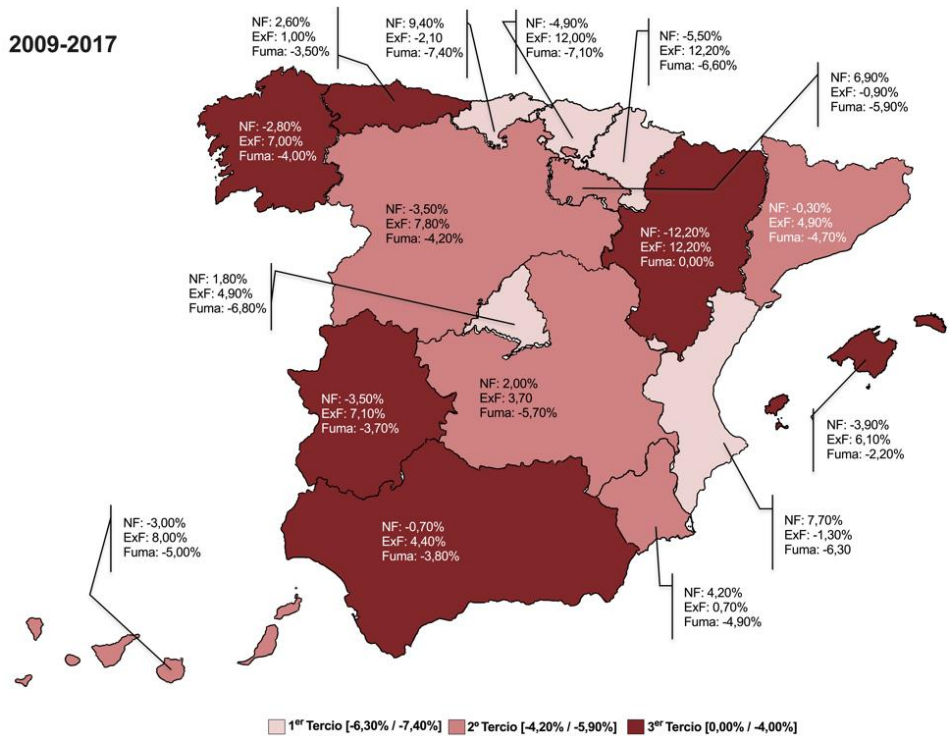 2009-2017
NF: 2,60%
ExF: 1,00%
Fuma: -3,50%
NF: 9,40%
ExF: -2,10
Fuma: -7,40%
NF: -4,90%
ExF: 12,00%
Fuma: -7,10%
NF: -5,50%
ExF: 12,20%
Fuma: -6,60%
NF: 6,90%
ExF: -0,90%
Fuma: -5,90%
NF: -2,80%
ExF: 7,00%
Fuma: -4,00%
NF: -3,50%
ExF: 7,80%
Fuma: -4,20%
NF: -12,20%
ExF: 12,20%
Fuma: 0,00%
NF: -0,30%
ExF: 4,90%
Fuma: -4,70%
NF: 1,80%
ExF: 4,90%
Fuma: -6,80%
NF: -3,50%
ExF: 7,10%
Fuma: -3,70%
NF: 2,00%
ExF: 3,70
Fuma: -5,70%
NF: -3,90%
ExF: 6,10%
Fuma: -2,20%
NF: -3,00%
ExF: 8,00%
Fuma: -5,00%
NF: -0,70%
ExF: 4,40%
Fuma: -3,80%
NF: 7,70%
ExF: -1,30%
Fuma: -6,30
NF: 4,20%
ExF: 0,70%
Fuma: -4,90%
1er Tercio [-6,30% / -7,40%]
2º Tercio [-4,20% / -5,90%]
3er Tercio [0,00% / -4,00%]